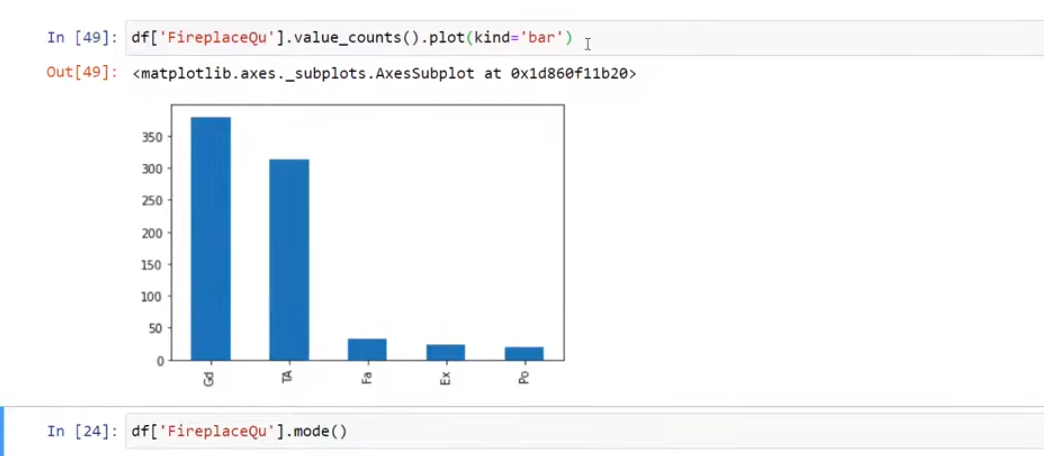 In [49]: df['FireplaceQu'].value_counts().plot(kind='bar')
Out[49]: <matplotlib.axes._subplots.AxesSubplot at 0x1d860f11b20>
350
300
250
200
150
100
50
0
Gd TA Fa Ex Po
In [24]: df['FireplaceQu'].mode()